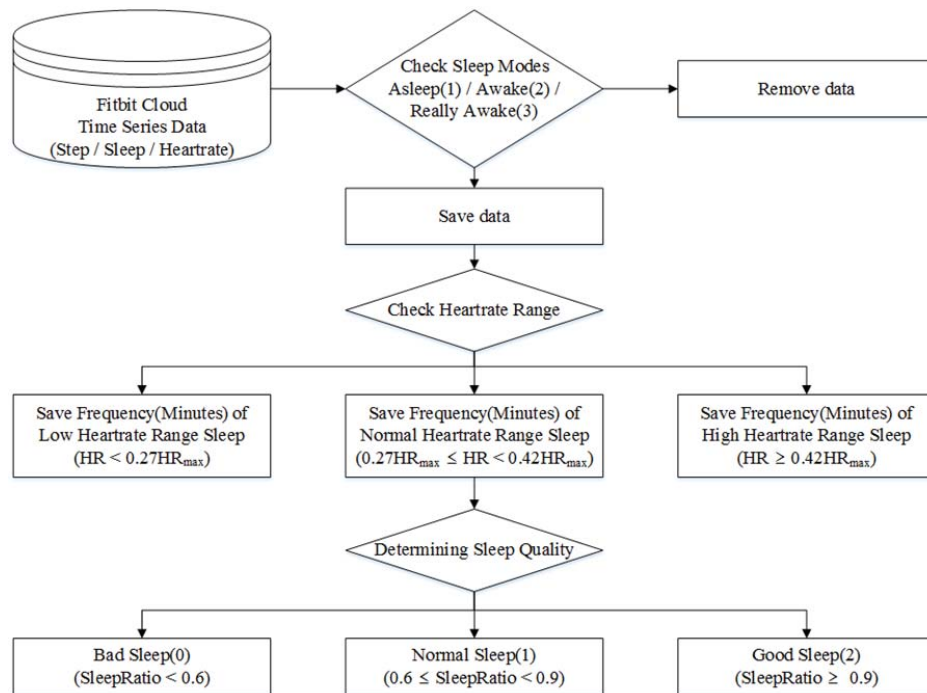 Fitbit Cloud
Time Series Data
(Step / Sleep / Heartrate)
Check Sleep Modes
Asleep(1) / Awake(2) /
Really Awake(3)
Remove data
Save data
Check Heartrate Range
Save Frequency(Minutes) of
Low Heartrate Range Sleep
(HR < 0.27HRmax)
Save Frequency(Minutes) of
Normal Heartrate Range Sleep
(0.27HRmax ≤ HR < 0.42HRmax)
Save Frequency(Minutes) of
High Heartrate Range Sleep
(HR ≥ 0.42HRmax)
Determining Sleep Quality
Bad Sleep(0)
(SleepRatio < 0.6)
Normal Sleep(1)
(0.6 ≤ SleepRatio < 0.9)
Good Sleep(2)
(SleepRatio ≥ 0.9)